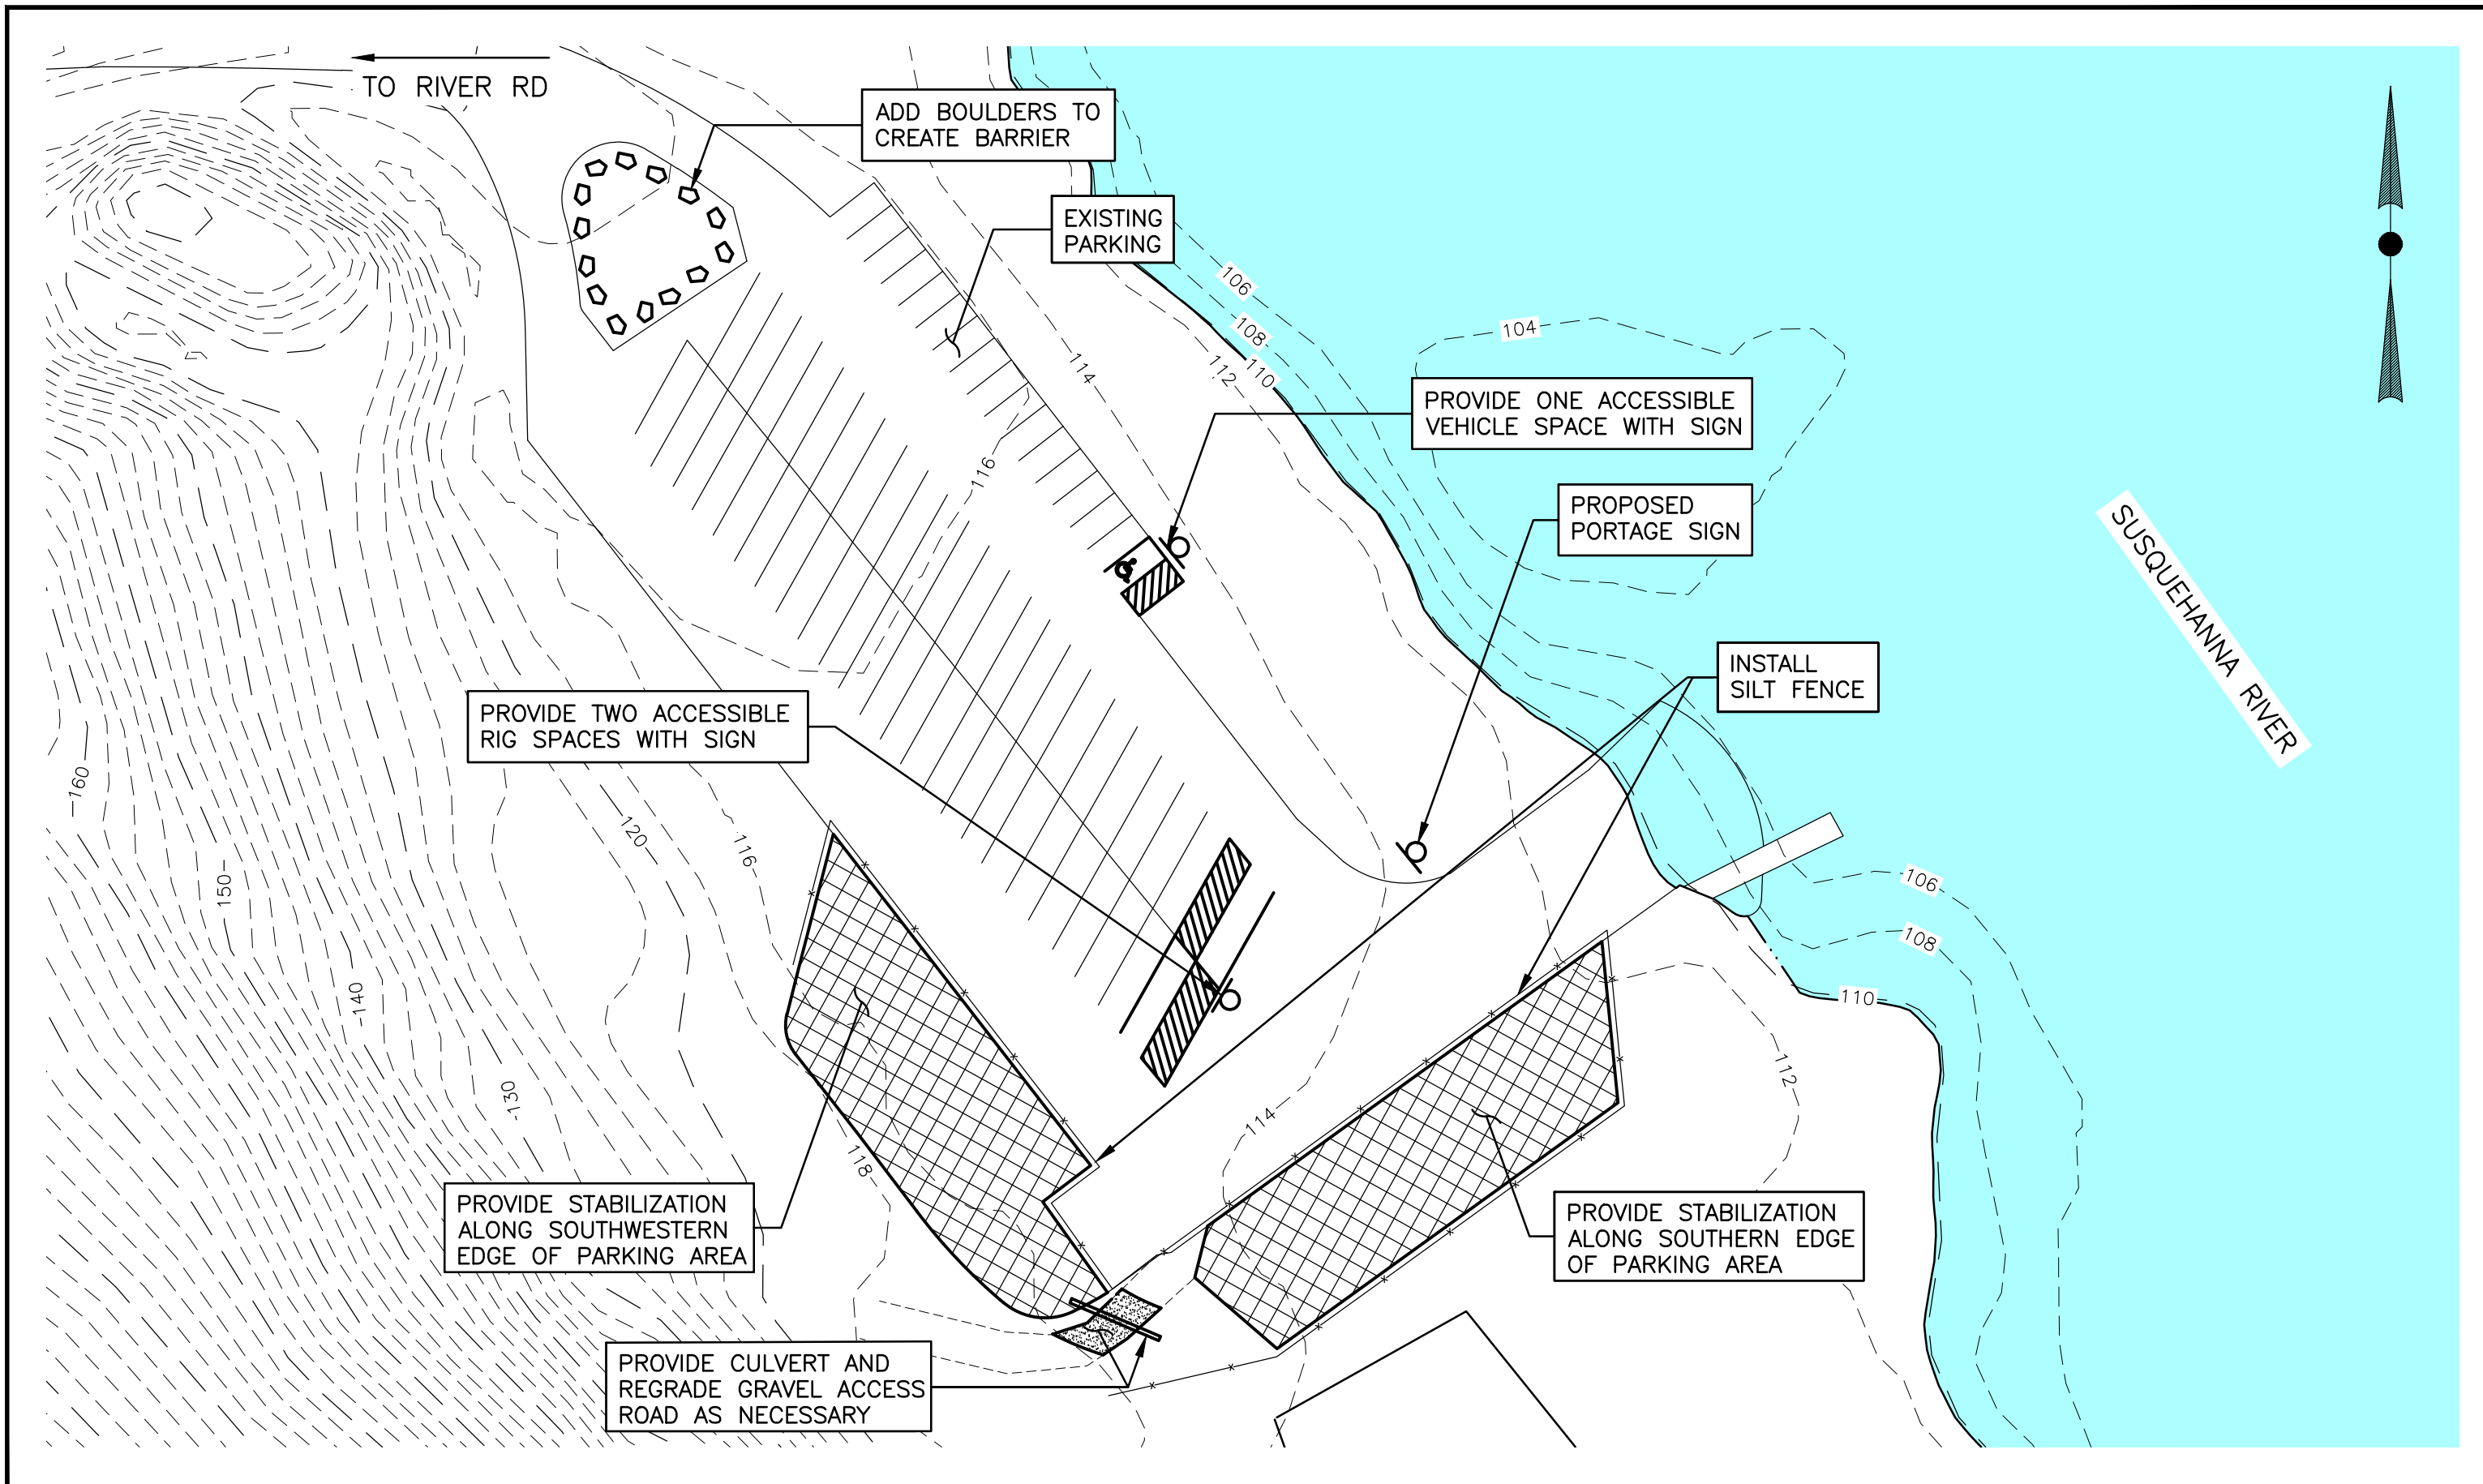 TO RIVER RD
ADD BOULDERS TO
CREATE BARRIER
EXISTING
PARKING
106
108
110
112
114
104
PROVIDE ONE ACCESSIBLE
VEHICLE SPACE WITH SIGN
116
PROPOSED
PORTAGE SIGN
SUSQUEHANNA RIVER
INSTALL
SILT FENCE
PROVIDE TWO ACCESSIBLE
RIG SPACES WITH SIGN
160
120
116
150
140
130
106
108
110
112
114
118
PROVIDE STABILIZATION
ALONG SOUTHWESTERN
EDGE OF PARKING AREA
PROVIDE STABILIZATION
ALONG SOUTHERN EDGE
OF PARKING AREA
PROVIDE CULVERT AND
REGRADE GRAVEL ACCESS
ROAD AS NECESSARY